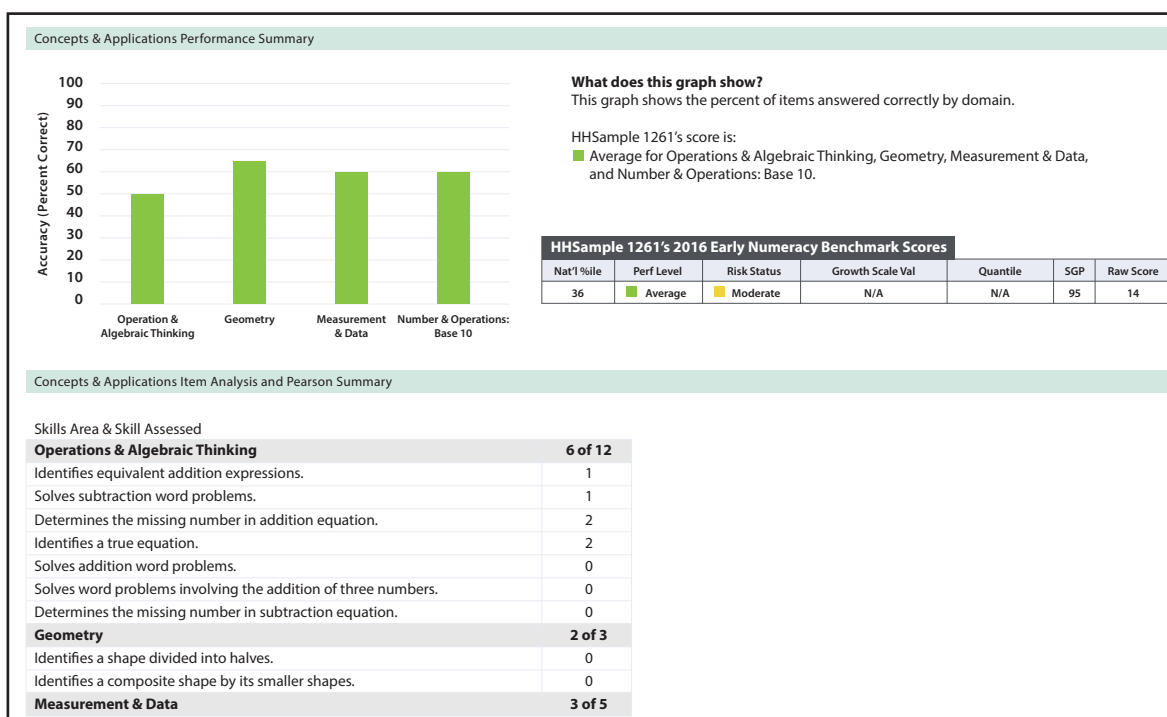 Concepts & Applications Performance Summary
100
90
80
70
60
50
40
30
20
10
0
Accuracy (Percent Correct)
Operation &
Algebraic Thinking
Geometry
Measurement
& Data
Number & Operations:
Base 10
What does this graph show?
This graph shows the percent of items answered correctly by domain.
HHSample 1261's score is:
Average for Operations & Algebraic Thinking, Geometry, Measurement & Data,
and Number & Operations: Base 10.
HHSample 1261's 2016 Early Numeracy Benchmark Scores
Nat'l %ile Perf Level Risk Status Growth Scale Val Quantile SGP Raw Score
36 Average Moderate N/A N/A 95 14
Concepts & Applications Item Analysis and Pearson Summary
Skills Area & Skill Assessed
Operations & Algebraic Thinking 6 of 12
Identifies equivalent addition expressions. 1
Solves subtraction word problems. 1
Determines the missing number in addition equation. 2
Identifies a true equation. 2
Solves addition word problems. 0
Solves word problems involving the addition of three numbers. 0
Determines the missing number in subtraction equation. 0
Geometry 2 of 3
Identifies a shape divided into halves. 0
Identifies a composite shape by its smaller shapes. 0
Measurement & Data 3 of 5